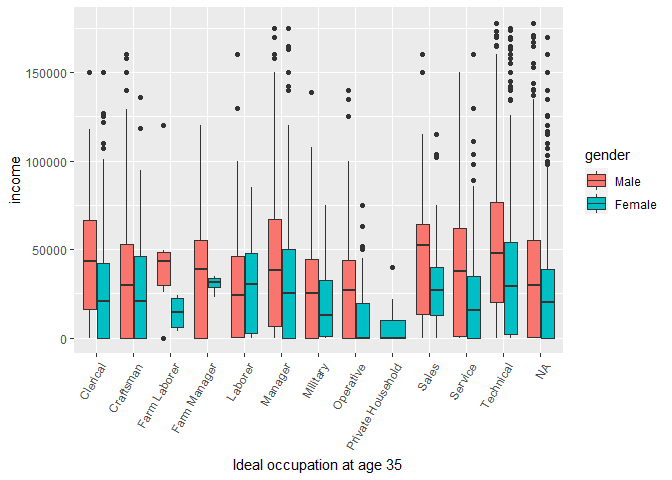 150000
100000
50000
0
income
Clerical
Craftsman
Farm Laborer
Farm Manager
Laborer
Manager
Military
Operative
Private Household
Sales
Service
Technical
NA
Ideal occupation at age 35
gender
Male
Female